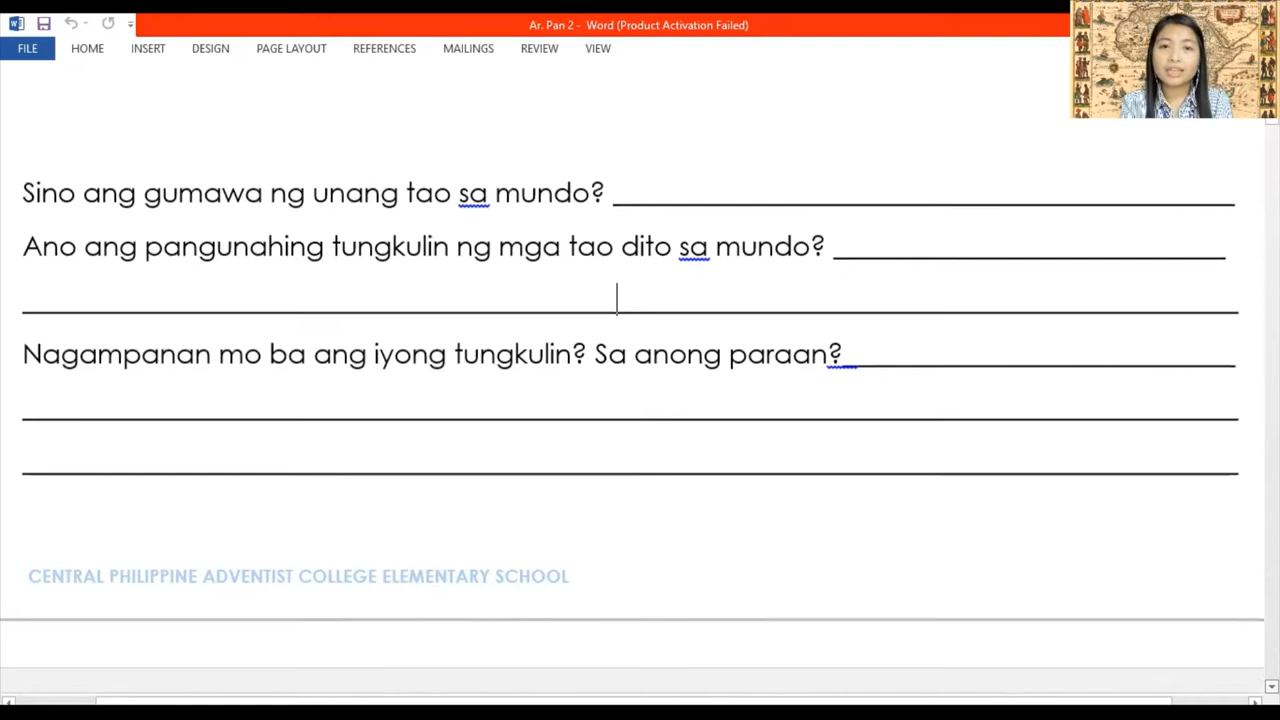 Ar. Pan 2 - Word (Product Activation Failed)
FILE HOME INSERT DESIGN PAGE LAYOUT REFERENCES MAILINGS REVIEW VIEW
Sino ang gumawa ng unang tao sa mundo?
Ano ang pangunahing tungkulin ng mga tao dito sa mundo?
Nagampanan mo ba ang iyong tungkulin? Sa anong paraan?
CENTRAL PHILIPPINE ADVENTIST COLLEGE ELEMENTARY SCHOOL